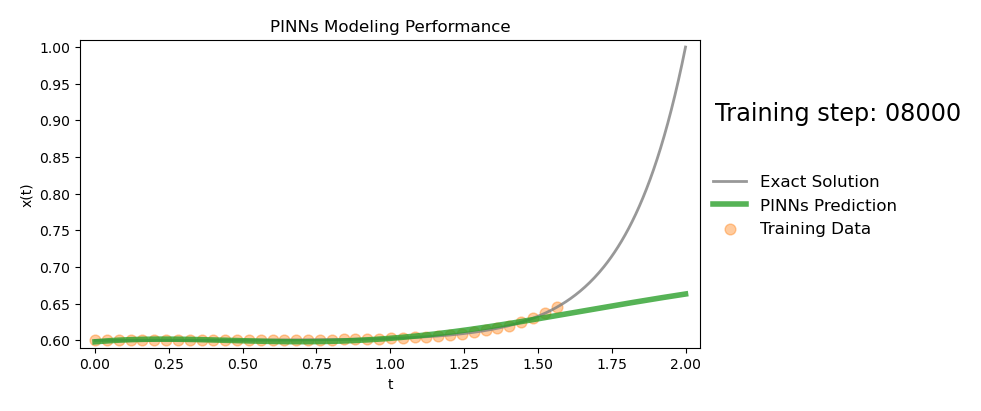 PINNs Modeling Performance
1.00
0.95
0.90
0.85
0.80
0.75
0.70
0.65
0.60
x(t)
0.00 0.25 0.50 0.75 1.00 1.25 1.50 1.75 2.00
t
Training step: 08000
Exact Solution
PINNs Prediction
Training Data